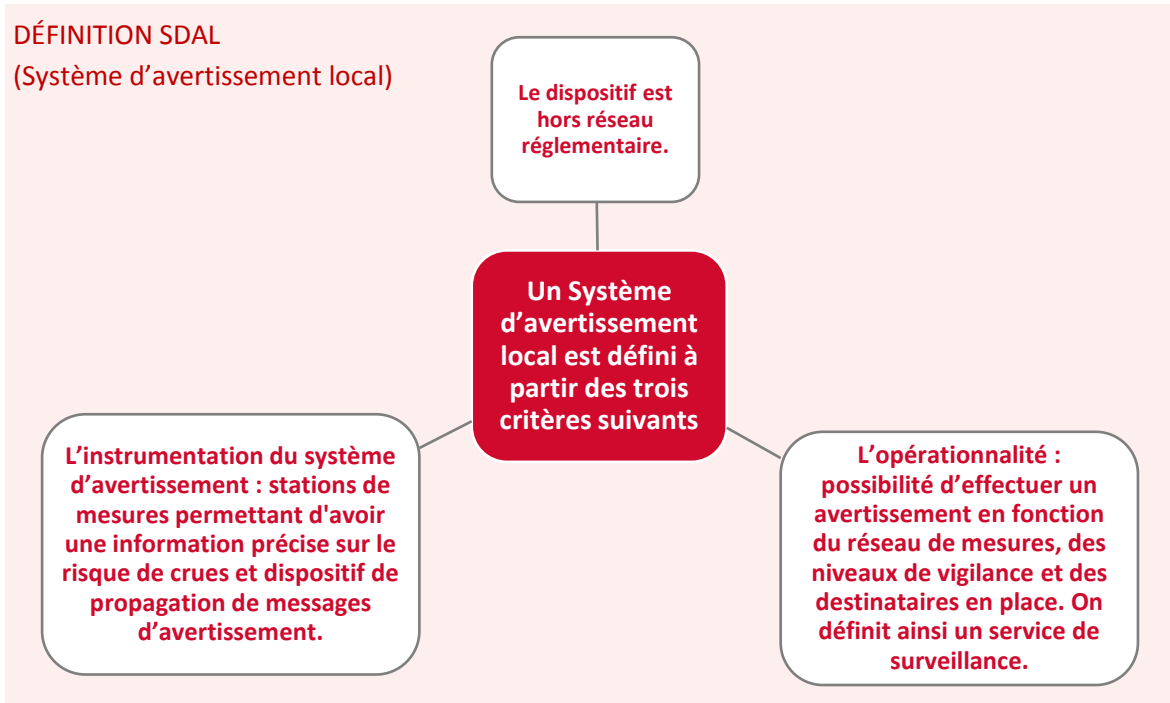 DÉFINITION SDAL
(Système d’avertissement local)
Le dispositif est
hors réseau
réglementaire.
Un Système
d’avertissement
local est défini à
partir des trois
critères suivants
L’instrumentation du système
d’avertissement : stations de
mesures permettant d'avoir
une information précise sur le
risque de crues et dispositif de
propagation de messages
d’avertissement.
L’opérationnalité :
possibilité d’effectuer un
avertissement en fonction
du réseau de mesures, des
niveaux de vigilance et des
destinataires en place. On
définit ainsi un service de
surveillance.